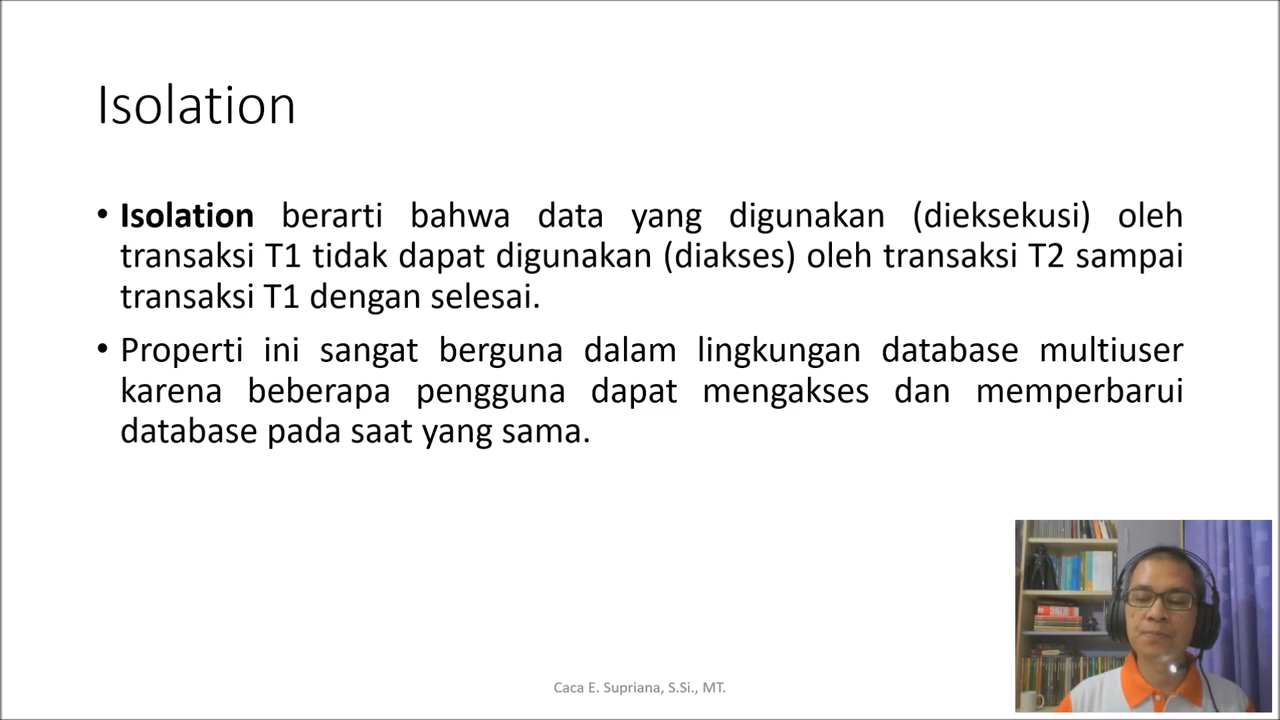 Isolation
• Isolation berarti bahwa data yang digunakan (dieksekusi) oleh
transaksi T1 tidak dapat digunakan (diakses) oleh transaksi T2 sampai
transaksi T1 dengan selesai.
• Properti ini sangat berguna dalam lingkungan database multiuser
karena beberapa pengguna dapat mengakses dan memperbarui
database pada saat yang sama.
Caca E. Supriana, S.Si., MT.